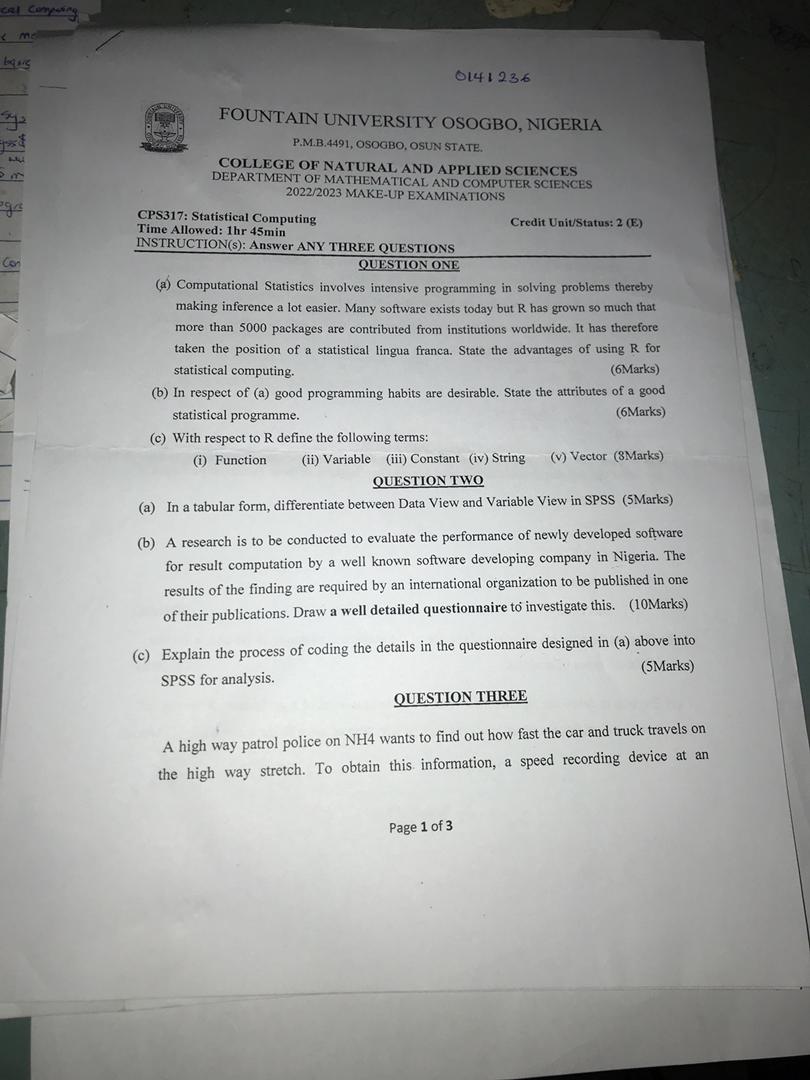 cal Computing
0141236
FOUNTAIN UNIVERSITY OSOGBO, NIGERIA
P.M.B.4491, OSOGBO, OSUN STATE.
COLLEGE OF NATURAL AND APPLIED SCIENCES
DEPARTMENT OF MATHEMATICAL AND COMPUTER SCIENCES
2022/2023 MAKE-UP EXAMINATIONS
CPS317: Statistical Computing Credit Unit/Status: 2 (E)
Time Allowed: 1hr 45min
INSTRUCTION(s): Answer ANY THREE QUESTIONS
QUESTION ONE
(a) Computational Statistics involves intensive programming in solving problems thereby
making inference a lot easier. Many software exists today but R has grown so much that
more than 5000 packages are contributed from institutions worldwide. It has therefore
taken the position of a statistical lingua franca. State the advantages of using R for
statistical computing. (6Marks)
(b) In respect of (a) good programming habits are desirable. State the attributes of a good
statistical programme. (6Marks)
(c) With respect to R define the following terms:
(i) Function (ii) Variable (iii) Constant (iv) String (v) Vector (8Marks)
QUESTION TWO
(a) In a tabular form, differentiate between Data View and Variable View in SPSS (5Marks)
(b) A research is to be conducted to evaluate the performance of newly developed software
for result computation by a well known software developing company in Nigeria. The
results of the finding are required by an international organization to be published in one
of their publications. Draw a well detailed questionnaire to investigate this. (10Marks)
(c) Explain the process of coding the details in the questionnaire designed in (a) above into
SPSS for analysis. (5Marks)
QUESTION THREE
A high way patrol police on NH4 wants to find out how fast the car and truck travels on
the high way stretch. To obtain this information, a speed recording device at an
Page 1 of 3